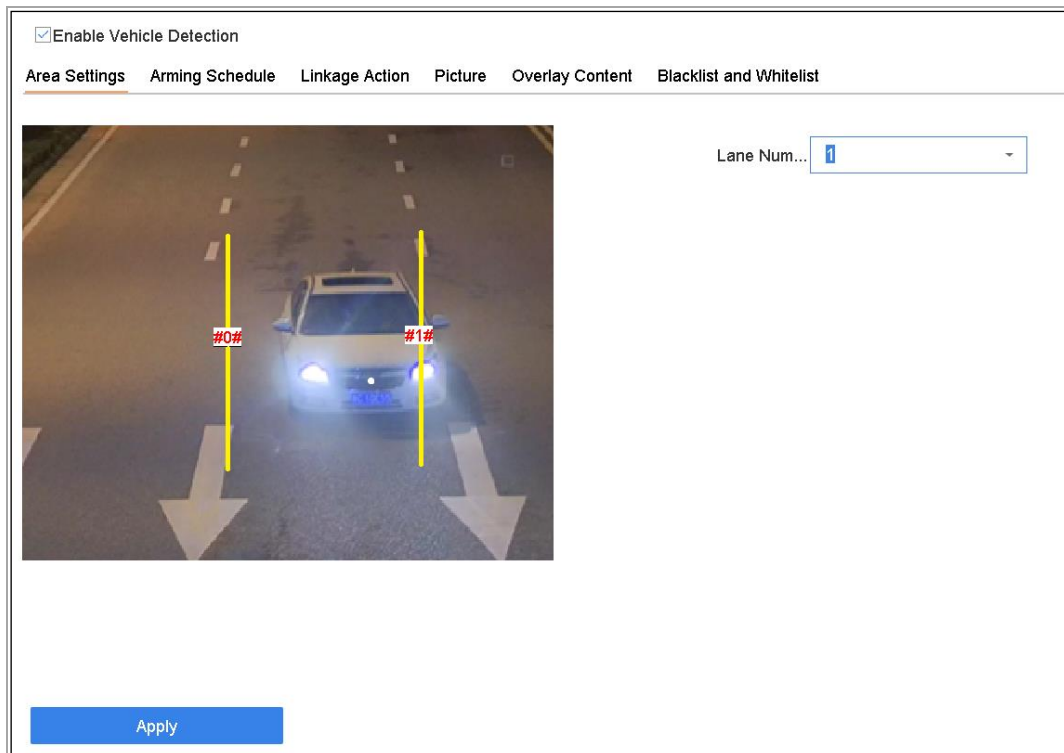 Enable Vehicle Detection
Area Settings Arming Schedule Linkage Action Picture Overlay Content Blacklist and Whitelist
Lane Num... 1
#0# #1#
Apply